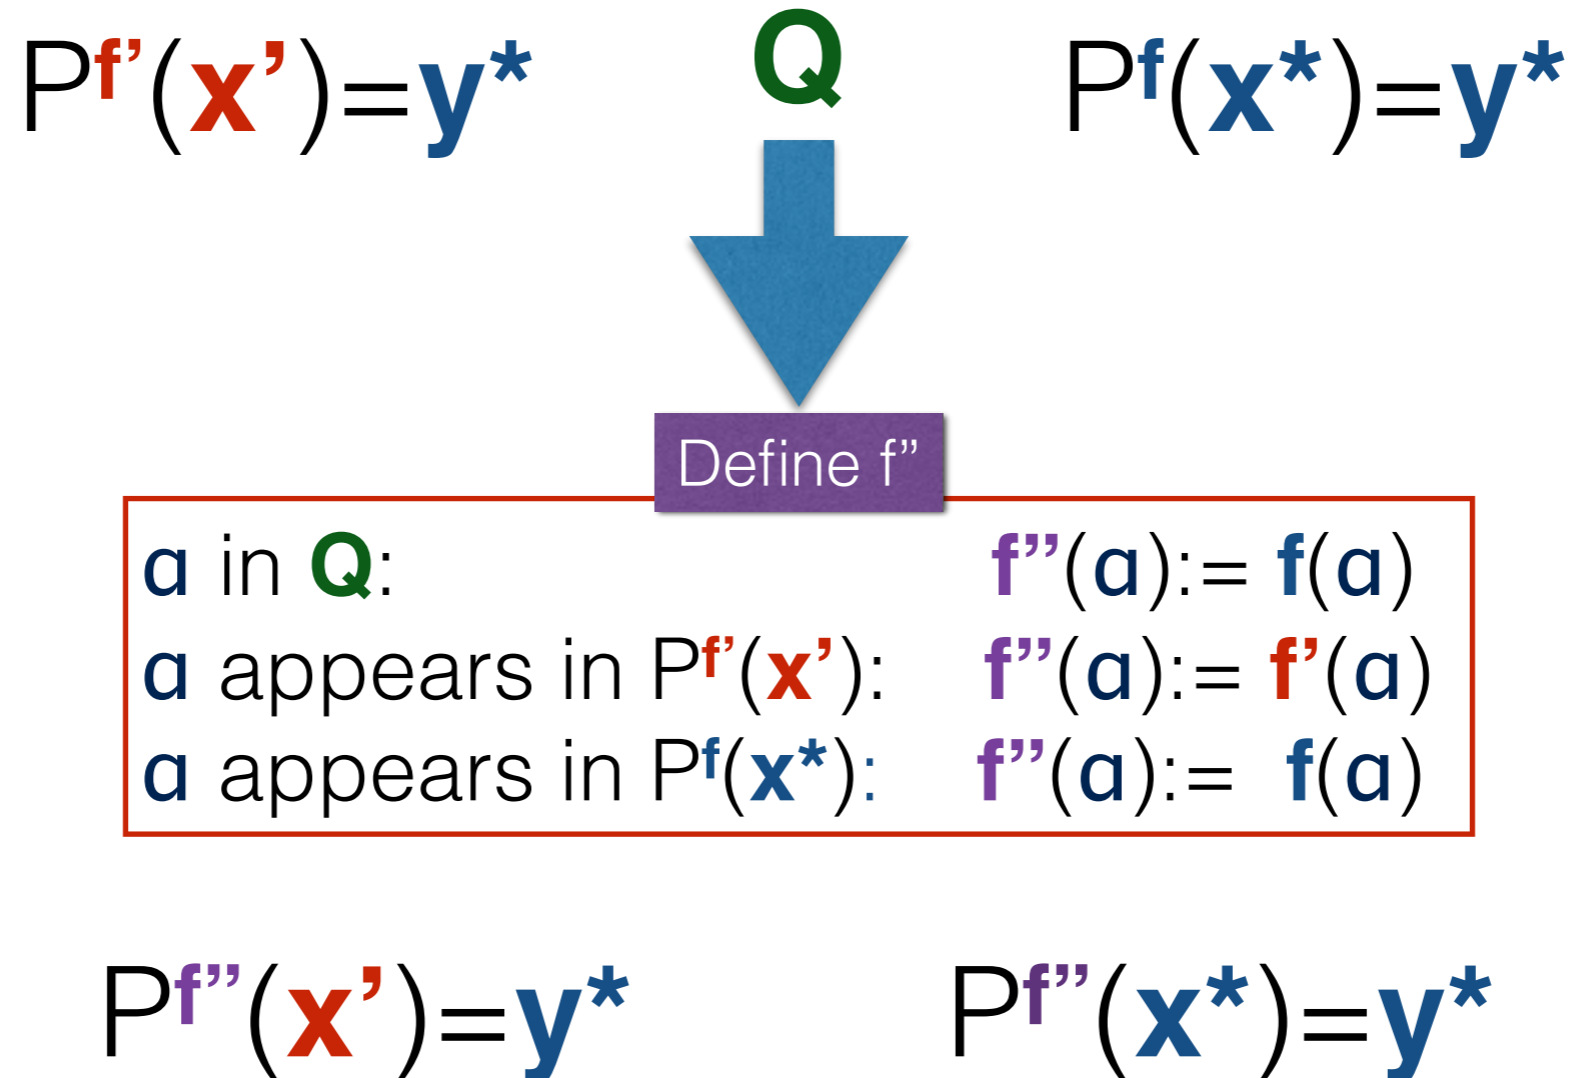 Pf’(x’)=y* Q Pf(x*)=y*
Define f”
a in Q: f”(a):= f(a)
a appears in Pf’(x’): f”(a):= f’(a)
a appears in Pf(x*): f”(a):= f(a)
Pf”(x’)=y* Pf”(x*)=y*